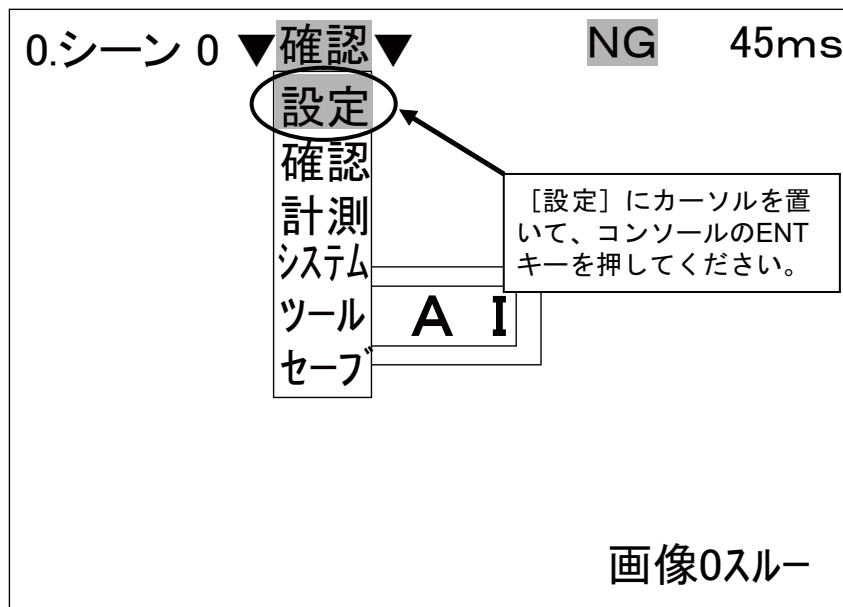 0.シーン 0 ▼確認▼ NG 45ms
設定
確認
計測
システム
ツール
セーブ
[設定]にカーソルを置
いて、コンソールのENT
キーを押してください。
A I
画像0スルー